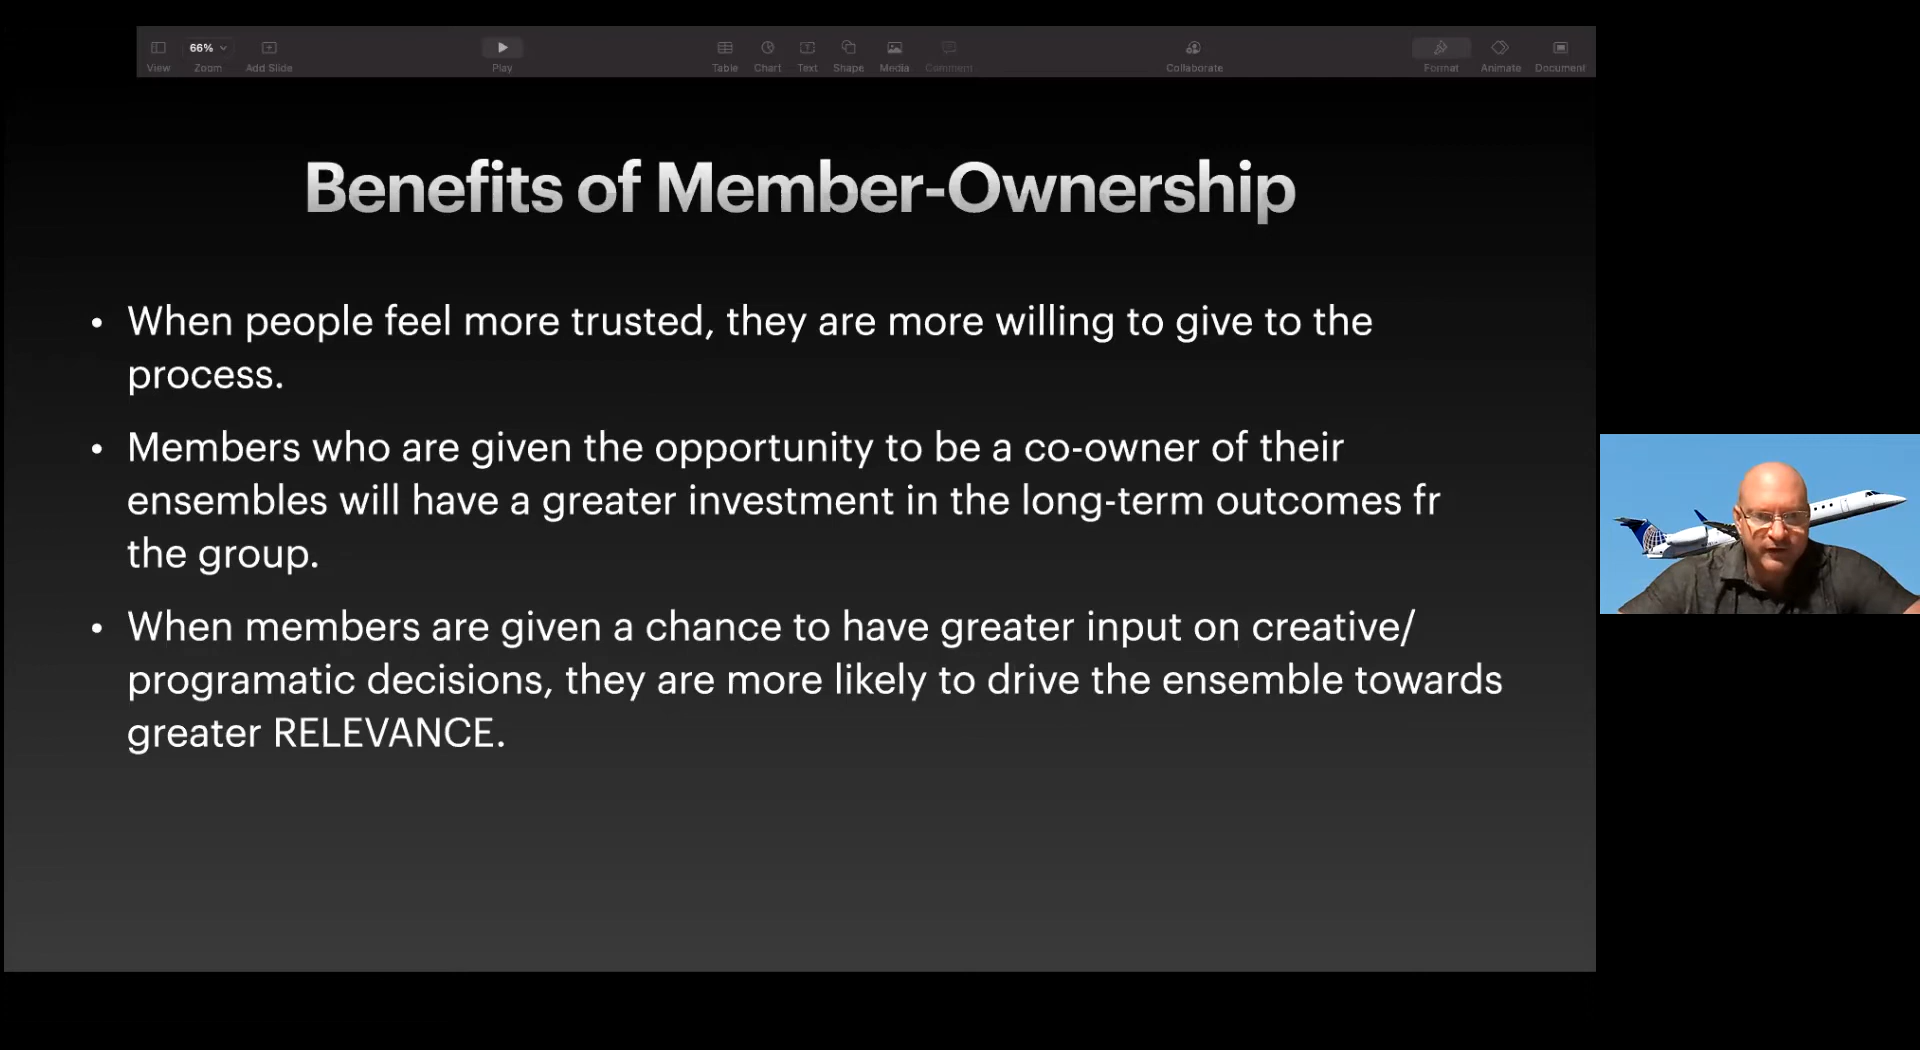 66%
View Zoom Add Slide Play Table Chart Text Shape Media Comment Collaborate Format Animate Document
Benefits of Member-Ownership
• When people feel more trusted, they are more willing to give to the
process.
• Members who are given the opportunity to be a co-owner of their
ensembles will have a greater investment in the long-term outcomes fr
the group.
• When members are given a chance to have greater input on creative/
programatic decisions, they are more likely to drive the ensemble towards
greater RELEVANCE.